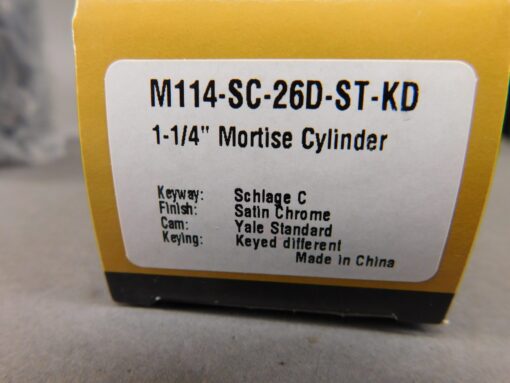 M114-SC-26D-ST-KD
1-1/4" Mortise Cylinder
Keyway: Schlage C
Finish: Satin Chrome
Cam: Yale Standard
Keying: Keyed different
Made in China